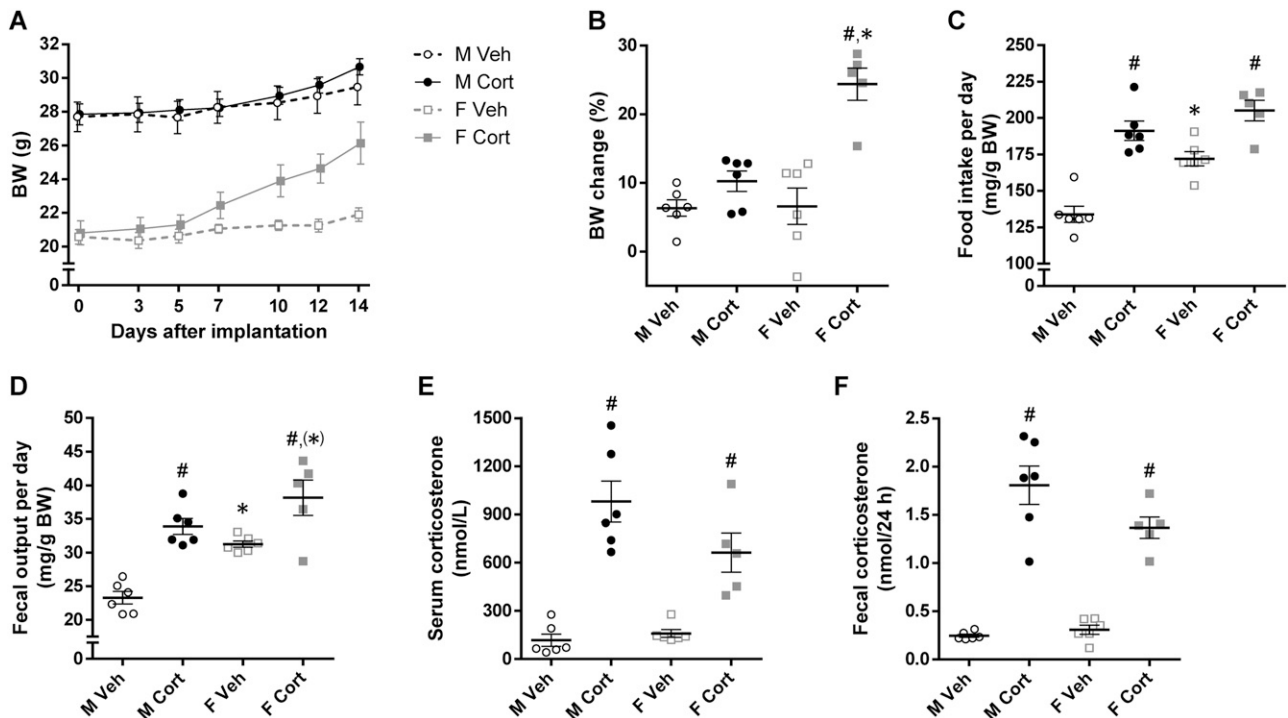 A
BW (g)
32
30
28
26
24
22
20
0
0 3 5 7 10 12 14
Days after implantation
M Veh
M Cort
F Veh
F Cort
B
BW change (%)
30
20
10
0
#,*
M Veh M Cort F Veh F Cort
C
Food intake per day
(mg/g BW)
250
225
200
175
150
125
100
0
# * #
M Veh M Cort F Veh F Cort
D
Fecal output per day
(mg/g BW)
50
45
40
35
30
25
20
0
# * #,(*)
M Veh M Cort F Veh F Cort
E
Serum corticosterone
(nmol/L)
1500
1200
900
600
300
0
# #
M Veh M Cort F Veh F Cort
F
Fecal corticosterone
(nmol/24 h)
2.5
2.0
1.5
1.0
0.5
0.0
# #
M Veh M Cort F Veh F Cort